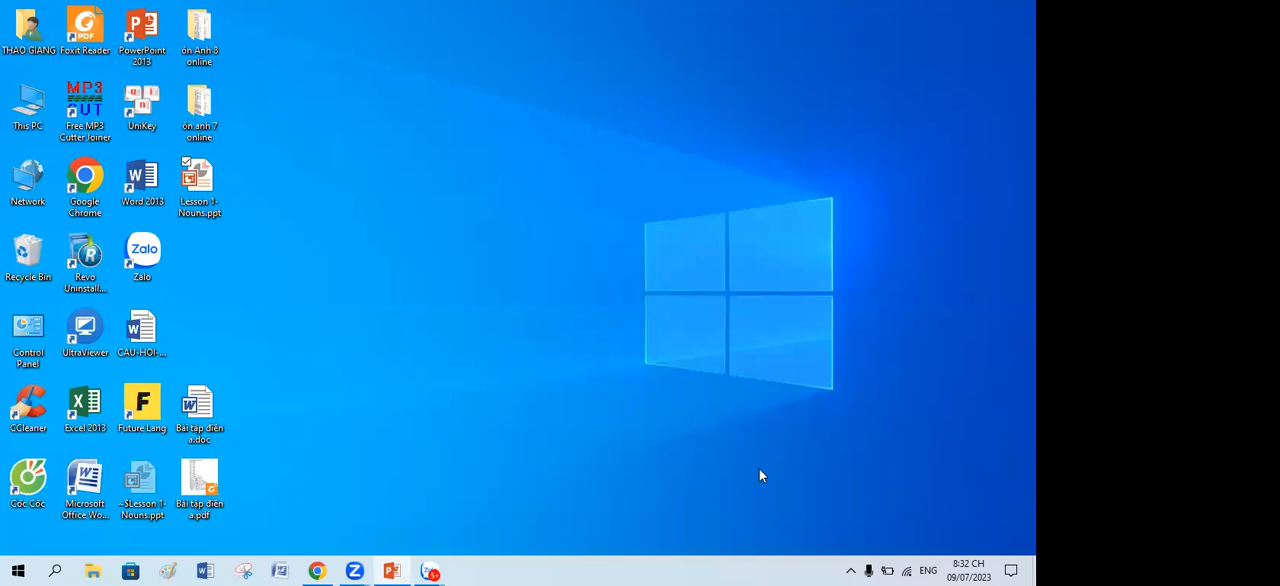 THAO GIANG
Foxit Reader
PowerPoint
2013
ôn Anh 8
online
This PC
MP3
CUT
Free MP3
Cutter Joiner
u i
n
UniKey
ôn anh 7
online
Network
Google
Chrome
Word 2013
Lesson 1-
Nouns.ppt
Recycle Bin
Revo
Uninstall...
Zalo
Zalo
Control
Panel
UltraViewer
CAU-HOI-...
CCleaner
Excel 2013
F
Future Lang
Bài tập điền
a.doc
Cốc Cốc
Microsoft
Office Wo...
~$Lesson 1-
Nouns.ppt
Bài tập điền
a.pdf
5+
ENG
8:32 CH
09/07/2023